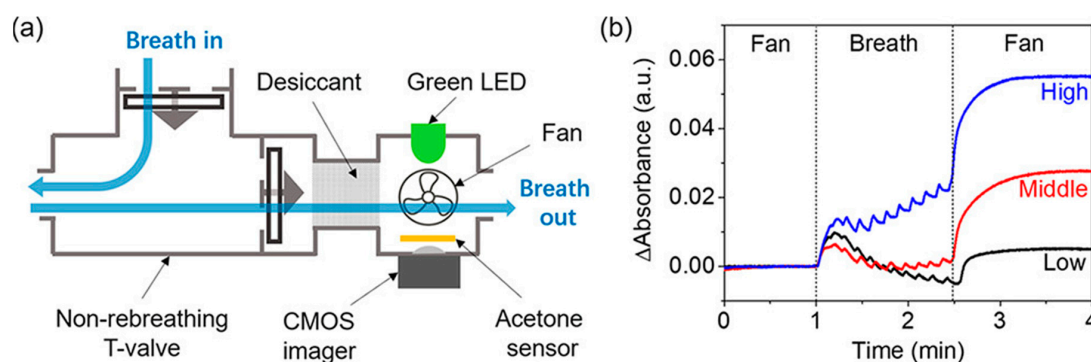 (a)
Breath in
Desiccant
Green LED
Fan
Breath
out
Non-rebreathing
T-valve
CMOS
imager
Acetone
sensor
(b)
Fan
Breath
Fan
High
Middle
Low
ΔAbsorbance (a.u.)
0.06
0.04
0.02
0.00
0
1
2
3
4
Time (min)